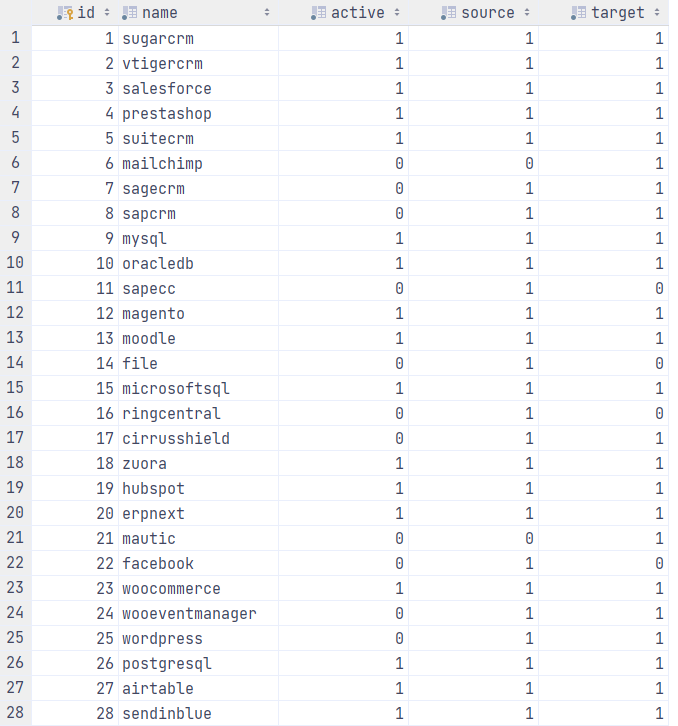 id name active source target
1 1 sugarcrm 1 1 1
2 2 vtigercrm 1 1 1
3 3 salesforce 1 1 1
4 4 prestashop 1 1 1
5 5 suitecrm 1 1 1
6 6 mailchimp 0 0 1
7 7 sagecrm 0 1 1
8 8 sapcrm 0 1 1
9 9 mysql 1 1 1
10 10 oracledb 1 1 1
11 11 sapecc 0 1 0
12 12 magento 1 1 1
13 13 moodle 1 1 1
14 14 file 0 1 0
15 15 microsoftsql 1 1 1
16 16 ringcentral 0 1 0
17 17 cirrusshield 0 1 1
18 18 zuora 1 1 1
19 19 hubspot 1 1 1
20 20 erpnext 1 1 1
21 21 mautic 0 0 1
22 22 facebook 0 1 0
23 23 woocommerce 1 1 1
24 24 wooeventmanager 0 1 1
25 25 wordpress 0 1 1
26 26 postgresql 1 1 1
27 27 airtable 1 1 1
28 28 sendinblue 1 1 1